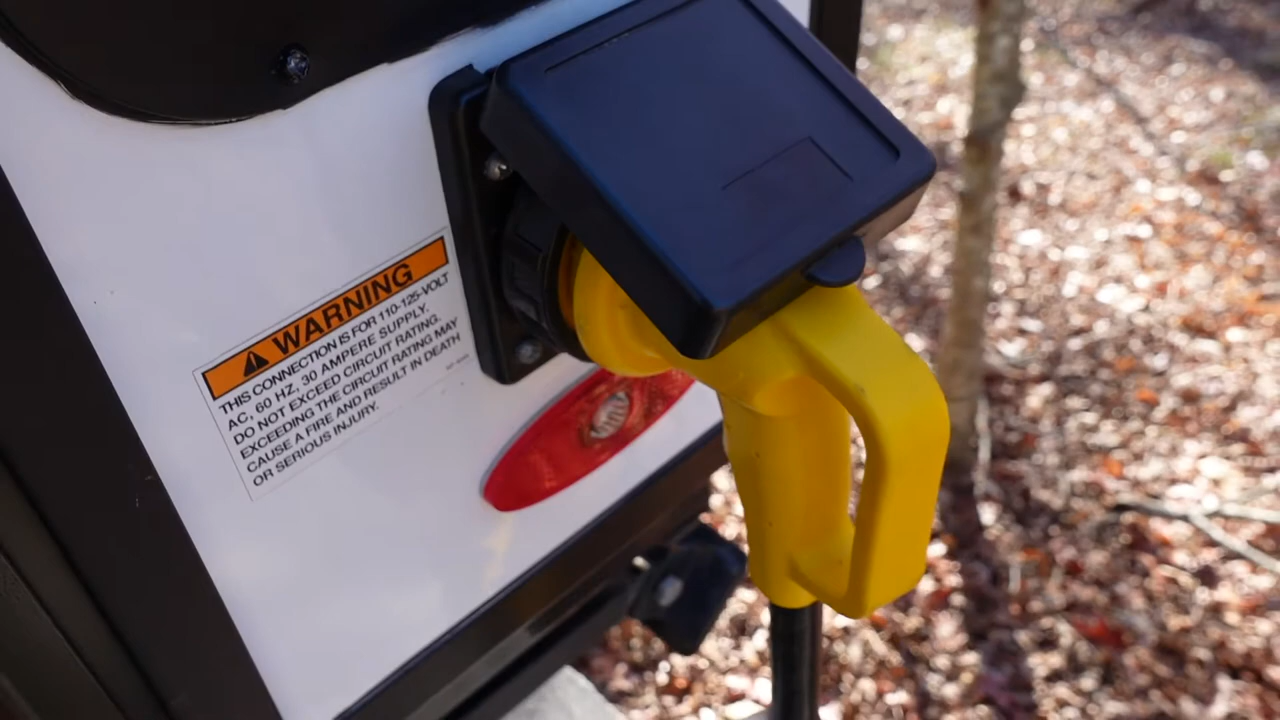 WARNING
THIS CONNECTION IS FOR 110-125-VOLT
AC, 60 HZ, 30 AMPERE SUPPLY.
DO NOT EXCEED CIRCUIT RATING.
EXCEEDING THE CIRCUIT RATING MAY
CAUSE A FIRE AND RESULT IN DEATH
OR SERIOUS INJURY.